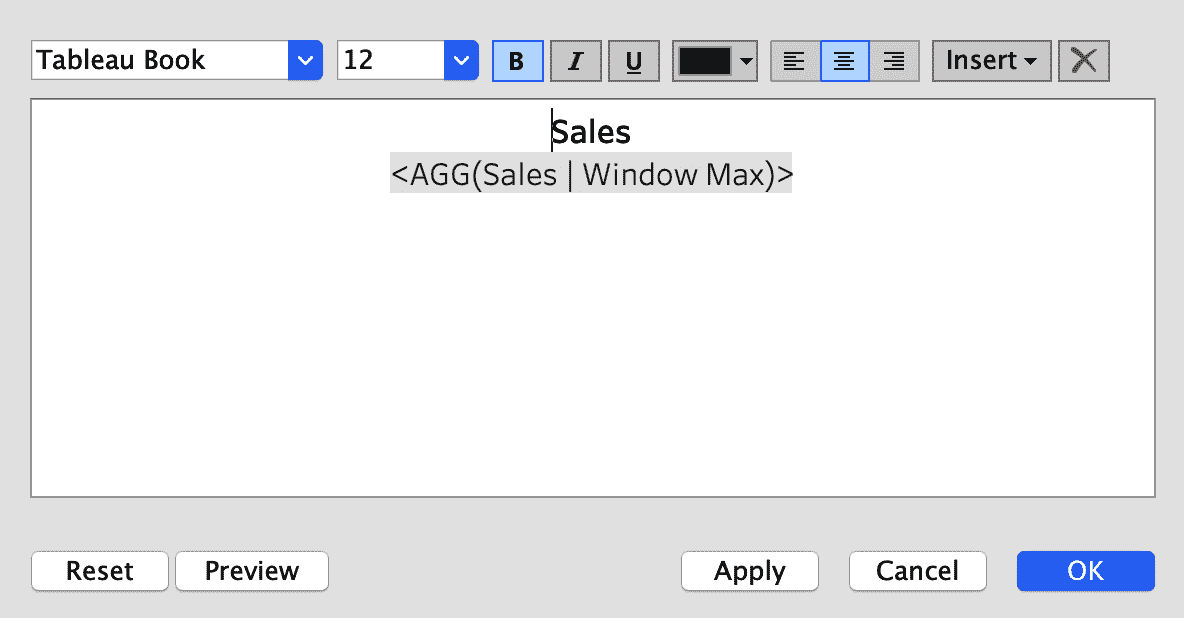 Tableau Book 12 B I U Insert
Sales
<AGG(Sales | Window Max)>
Reset Preview Apply Cancel OK